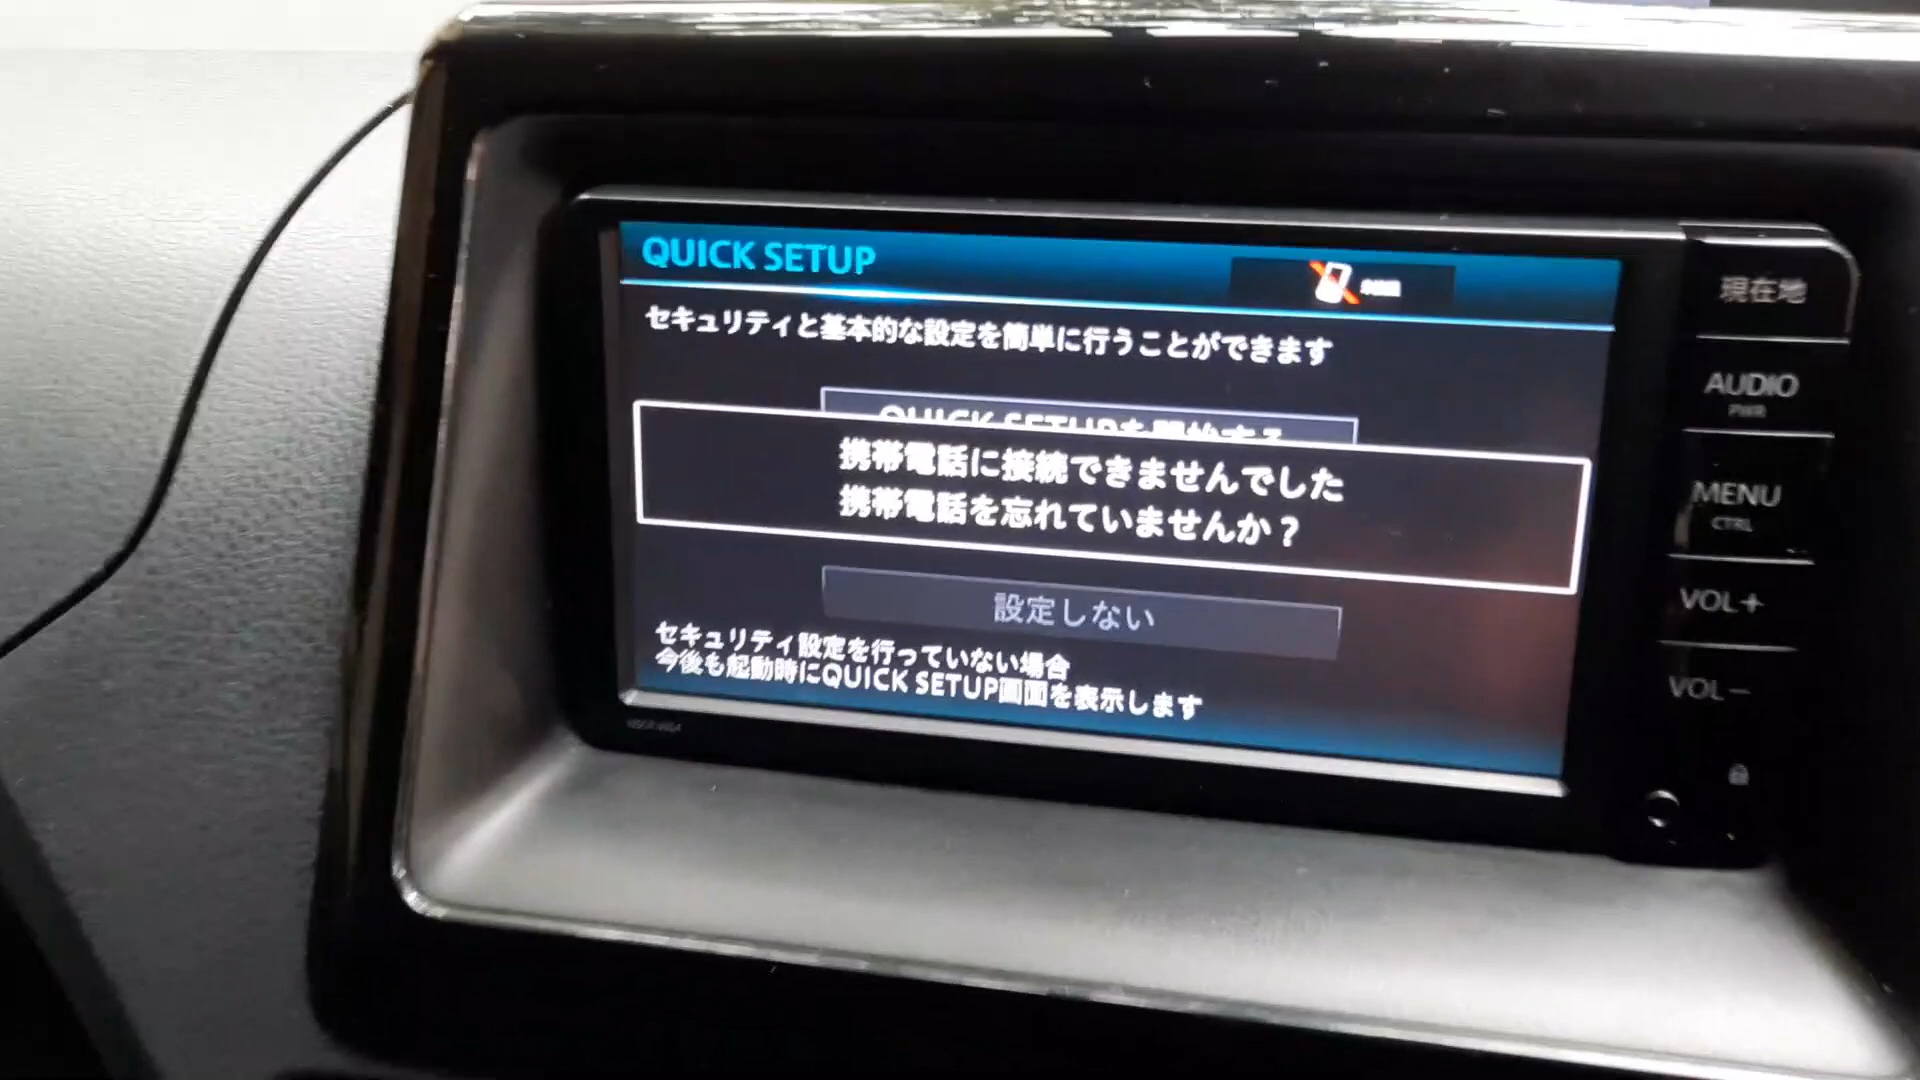 QUICK SETUP
セキュリティと基本的な設定を簡単に行うことができます
QUICK SETUPを開始する
携帯電話に接続できませんでした
携帯電話を忘れていませんか？
設定しない
セキュリティ設定を行っていない場合
今後も起動時にQUICK SETUP画面を表示します
現在地
AUDIO
PWR
MENU
CTRL
VOL+
VOL-